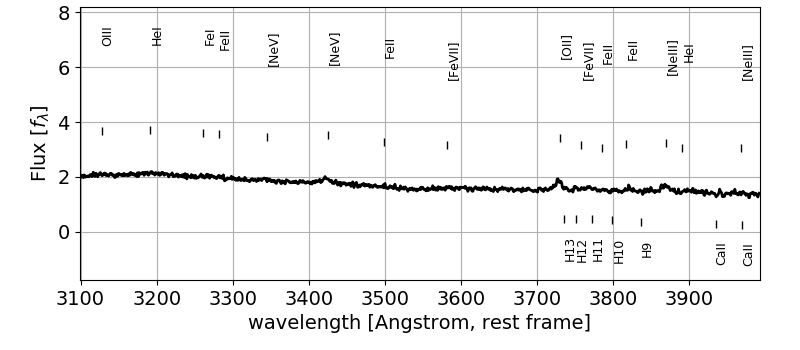 8
6
4
2
0
Flux [fλ]
OIII
HeI
FeI
FeII
[NeV]
[NeV]
FeII
[FeVII]
[OII]
[FeVII]
FeII
FeII
[NeIII]
HeI
[NeIII]
H13
H12
H11
H10
H9
CaII
CaII
3100 3200 3300 3400 3500 3600 3700 3800 3900
wavelength [Angstrom, rest frame]